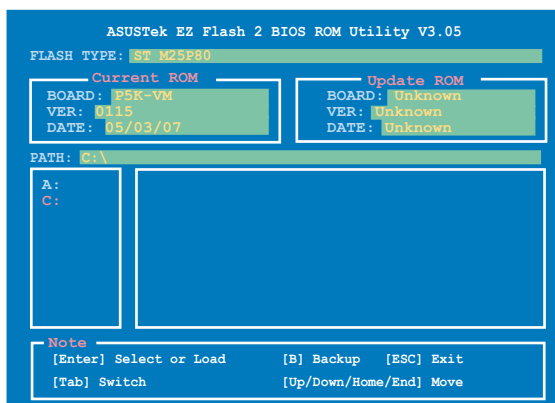 ASUSTek EZ Flash 2 BIOS ROM Utility V3.05
FLASH TYPE: ST M25P80
Current ROM
BOARD: P5K-VM
VER: 0115
DATE: 05/03/07
Update ROM
BOARD: Unknown
VER: Unknown
DATE: Unknown
PATH: C:\
A:
C:
Note
[Enter] Select or Load [B] Backup [ESC] Exit
[Tab] Switch [Up/Down/Home/End] Move